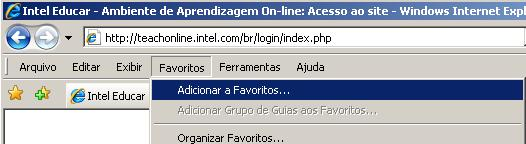 Intel Educar - Ambiente de Aprendizagem On-line: Acesso ao site - Windows Internet Expl
http://teachonline.intel.com/br/login/index.php
Arquivo Editar Exibir Favoritos Ferramentas Ajuda
Intel Educar
Adicionar a Favoritos...
Adicionar Grupo de Guias aos Favoritos...
Organizar Favoritos...